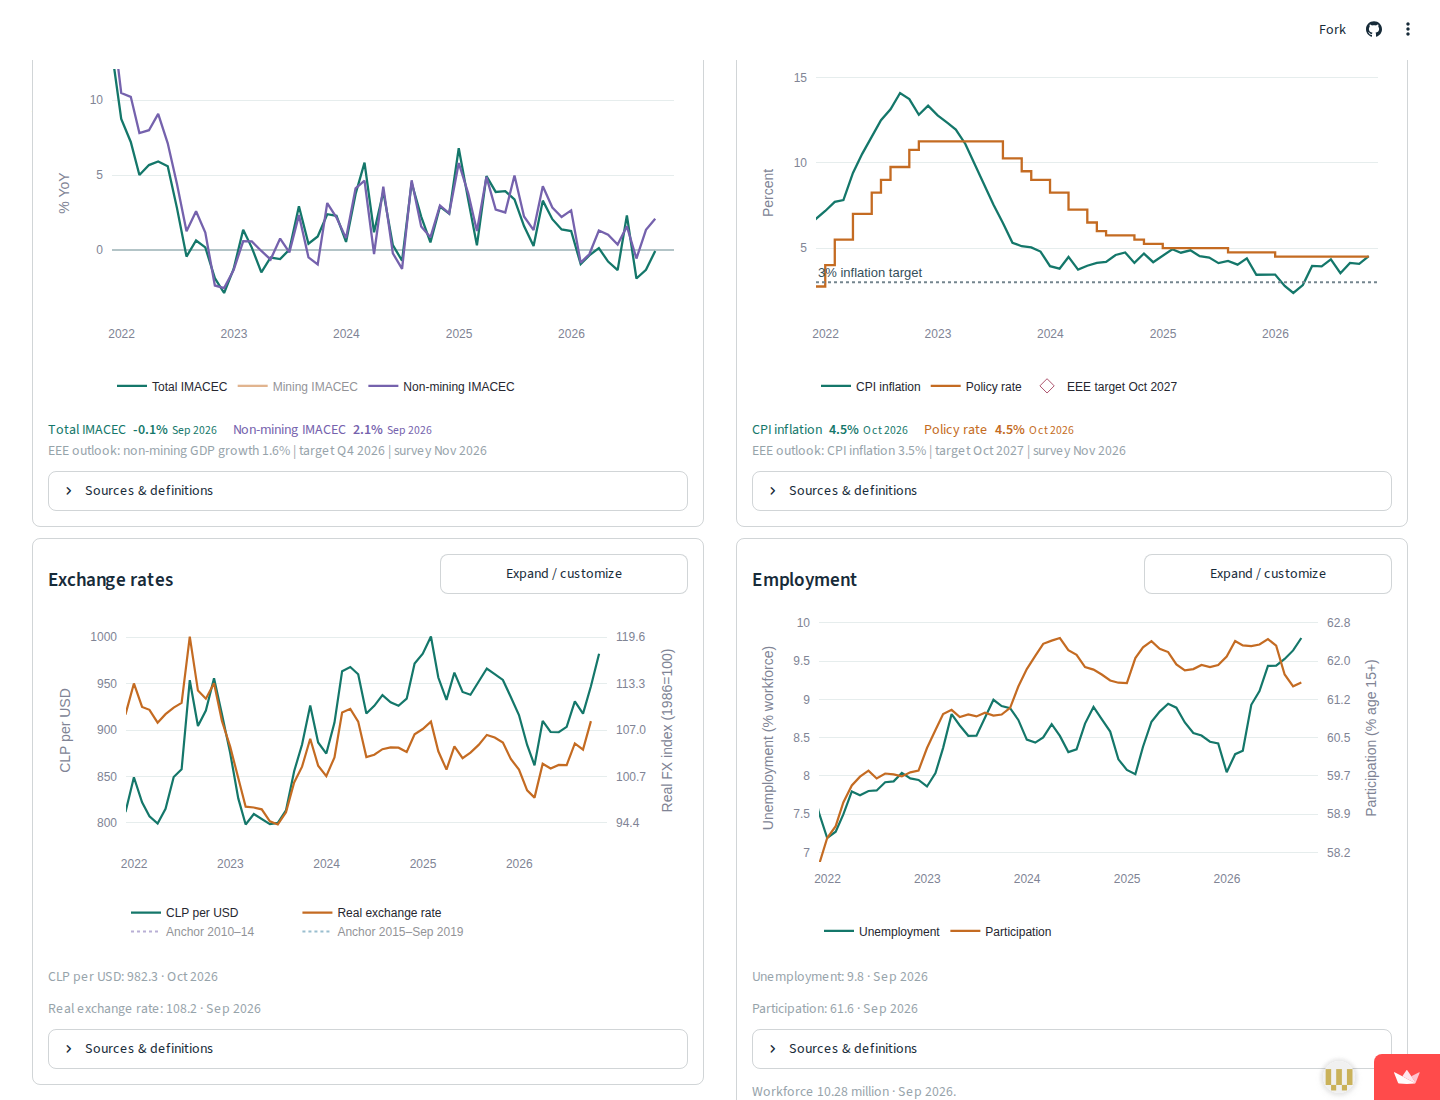 Fork
10
5
0
% YoY
2022 2023 2024 2025 2026
Total IMACEC Mining IMACEC Non-mining IMACEC
Total IMACEC -0.1% Sep 2026 Non-mining IMACEC 2.1% Sep 2026
EEE outlook: non-mining GDP growth 1.6% | target Q4 2026 | survey Nov 2026
Sources & definitions
15
10
5
Percent
3% inflation target
2022 2023 2024 2025 2026
CPI inflation Policy rate EEE target Oct 2027
CPI inflation 4.5% Oct 2026 Policy rate 4.5% Oct 2026
EEE outlook: CPI inflation 3.5% | target Oct 2027 | survey Nov 2026
Sources & definitions
Exchange rates
Expand / customize
1000 119.6
950 113.3
900 107.0
850 100.7
800 94.4
CLP per USD
Real FX index (1986=100)
2022 2023 2024 2025 2026
CLP per USD Real exchange rate
Anchor 2010–14 Anchor 2015–Sep 2019
CLP per USD: 982.3 · Oct 2026
Real exchange rate: 108.2 · Sep 2026
Sources & definitions
Employment
Expand / customize
10 62.8
9.5 62.0
9 61.2
8.5 60.5
8 59.7
7.5 58.9
7 58.2
Unemployment (% workforce)
Participation (% age 15+)
2022 2023 2024 2025 2026
Unemployment Participation
Unemployment: 9.8 · Sep 2026
Participation: 61.6 · Sep 2026
Sources & definitions
Workforce 10.28 million · Sep 2026.